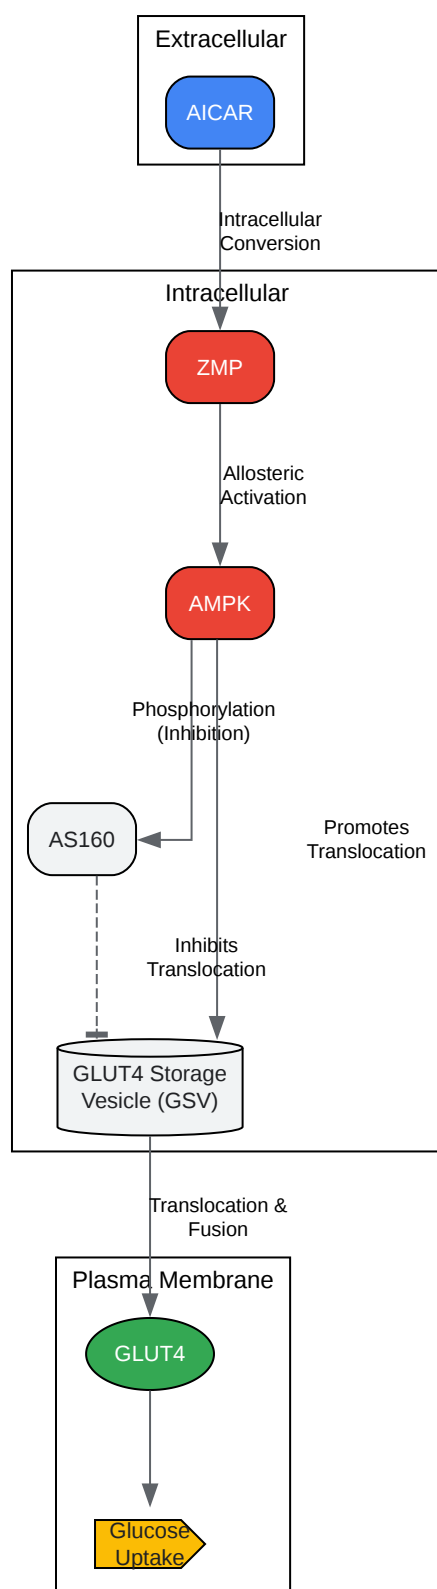 Extracellular
AICAR
Intracellular
Conversion
Intracellular
ZMP
Allosteric
Activation
AMPK
Phosphorylation
(Inhibition)
AS160
Promotes
Translocation
Inhibits
Translocation
GLUT4 Storage
Vesicle (GSV)
Translocation &
Fusion
Plasma Membrane
GLUT4
Glucose
Uptake